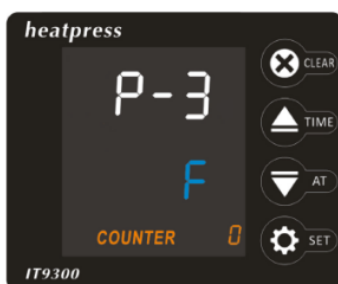 heatpress
P-3
CLEAR
TIME
F
AT
COUNTER 0
SET
IT9300